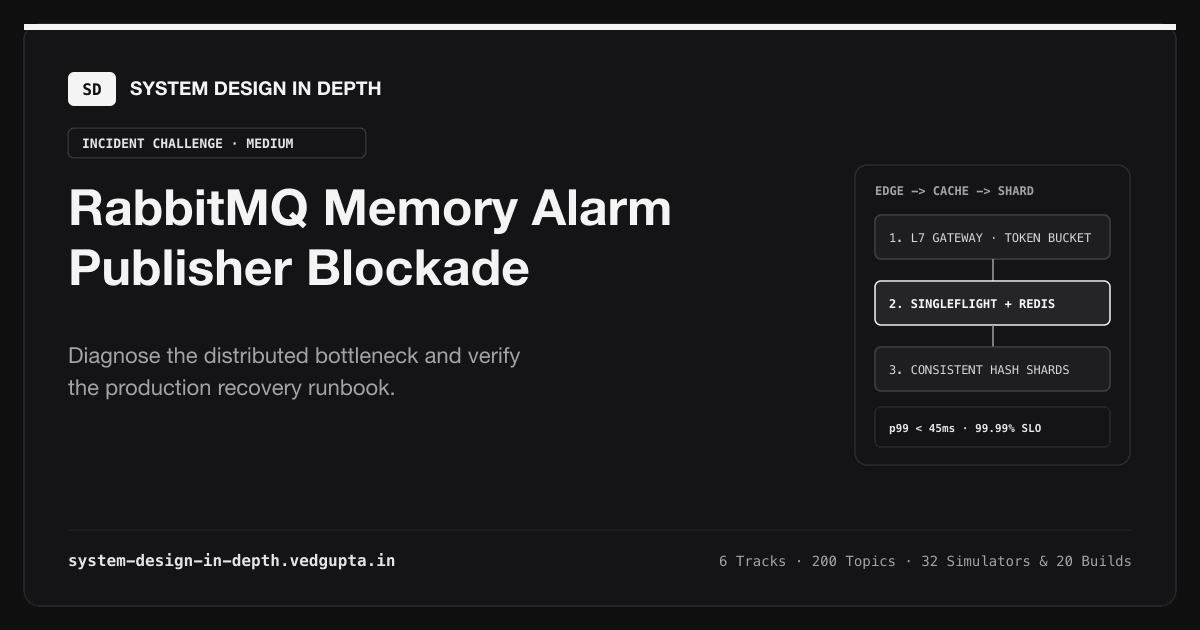 SD
SYSTEM DESIGN IN DEPTH
INCIDENT CHALLENGE · MEDIUM
RabbitMQ Memory Alarm
Publisher Blockade
Diagnose the distributed bottleneck and verify
the production recovery runbook.
EDGE —> CACHE —> SHARD
1. L7 GATEWAY · TOKEN BUCKET
2. SINGLEFLIGHT + REDIS
3. CONSISTENT HASH SHARDS
p99 < 45ms · 99.99% SLO
system-design-in-depth.vedgupta.in
6 Tracks · 200 Topics · 32 Simulators & 20 Builds